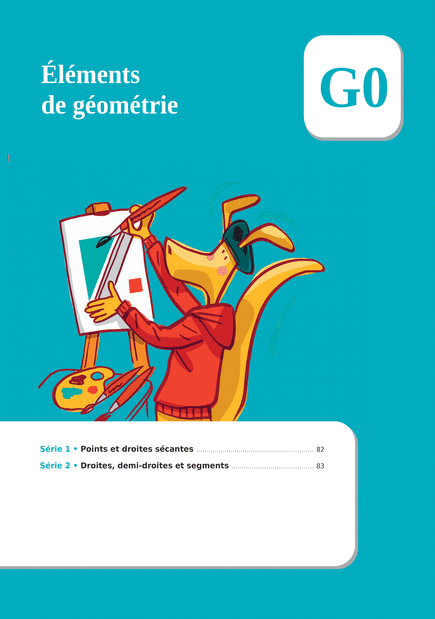 Éléments
de géométrie
G0
Série 1 • Points et droites sécantes 82
Série 2 • Droites, demi-droites et segments 83